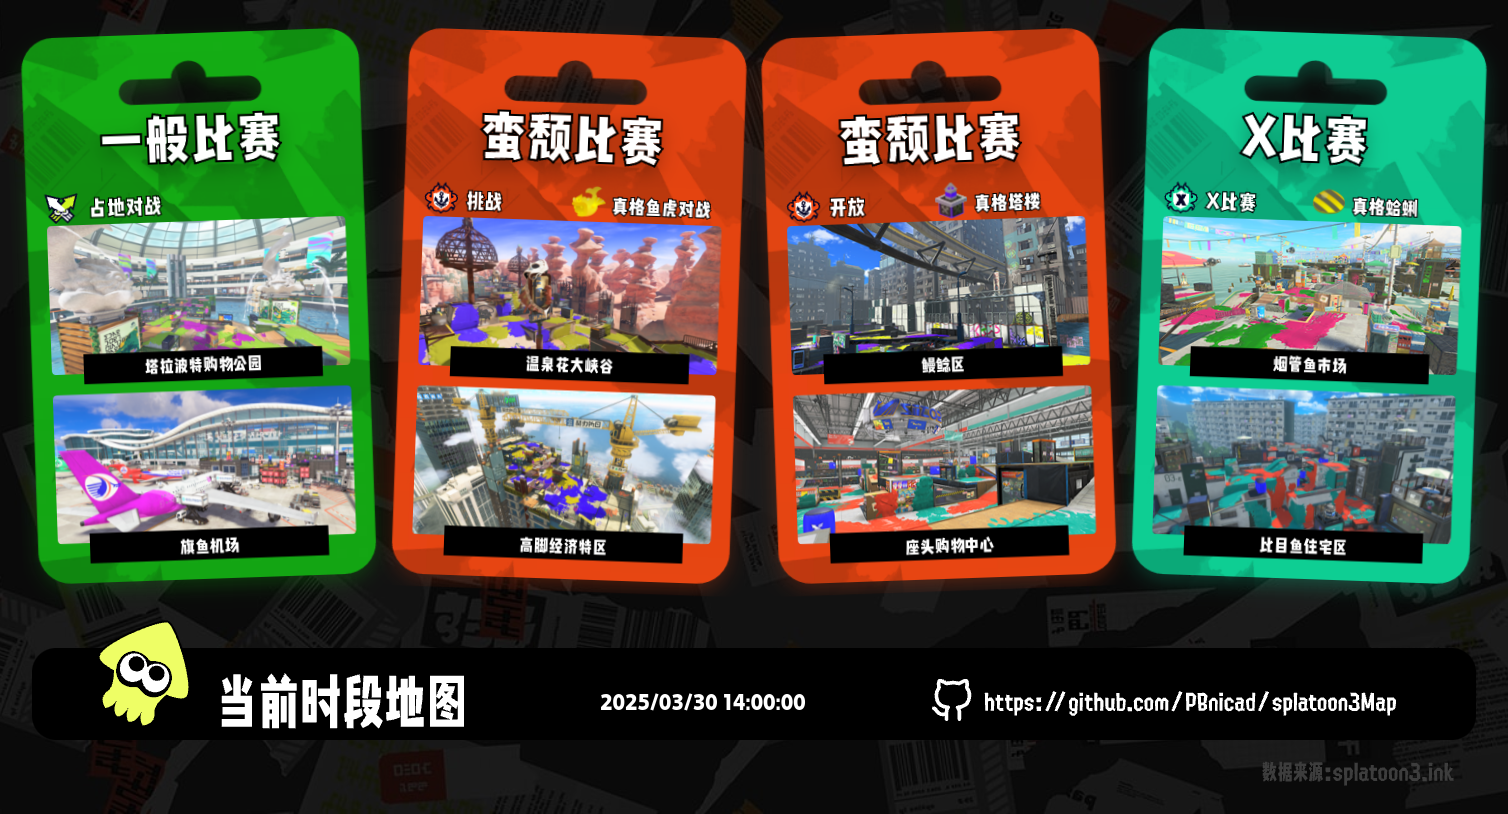 一般比赛
占地对战
塔拉波特购物公园
旗鱼机场
蛮颓比赛
挑战
真格鱼虎对战
温泉花大峡谷
高脚经济特区
蛮颓比赛
开放
真格塔楼
鳗鲶区
座头购物中心
X比赛
X比赛
真格蛤蜊
烟管鱼市场
比目鱼住宅区
当前时段地图
2025/03/30 14:00:00
https://github.com/PBnicad/splatoon3Map
数据来源:splatoon3.ink